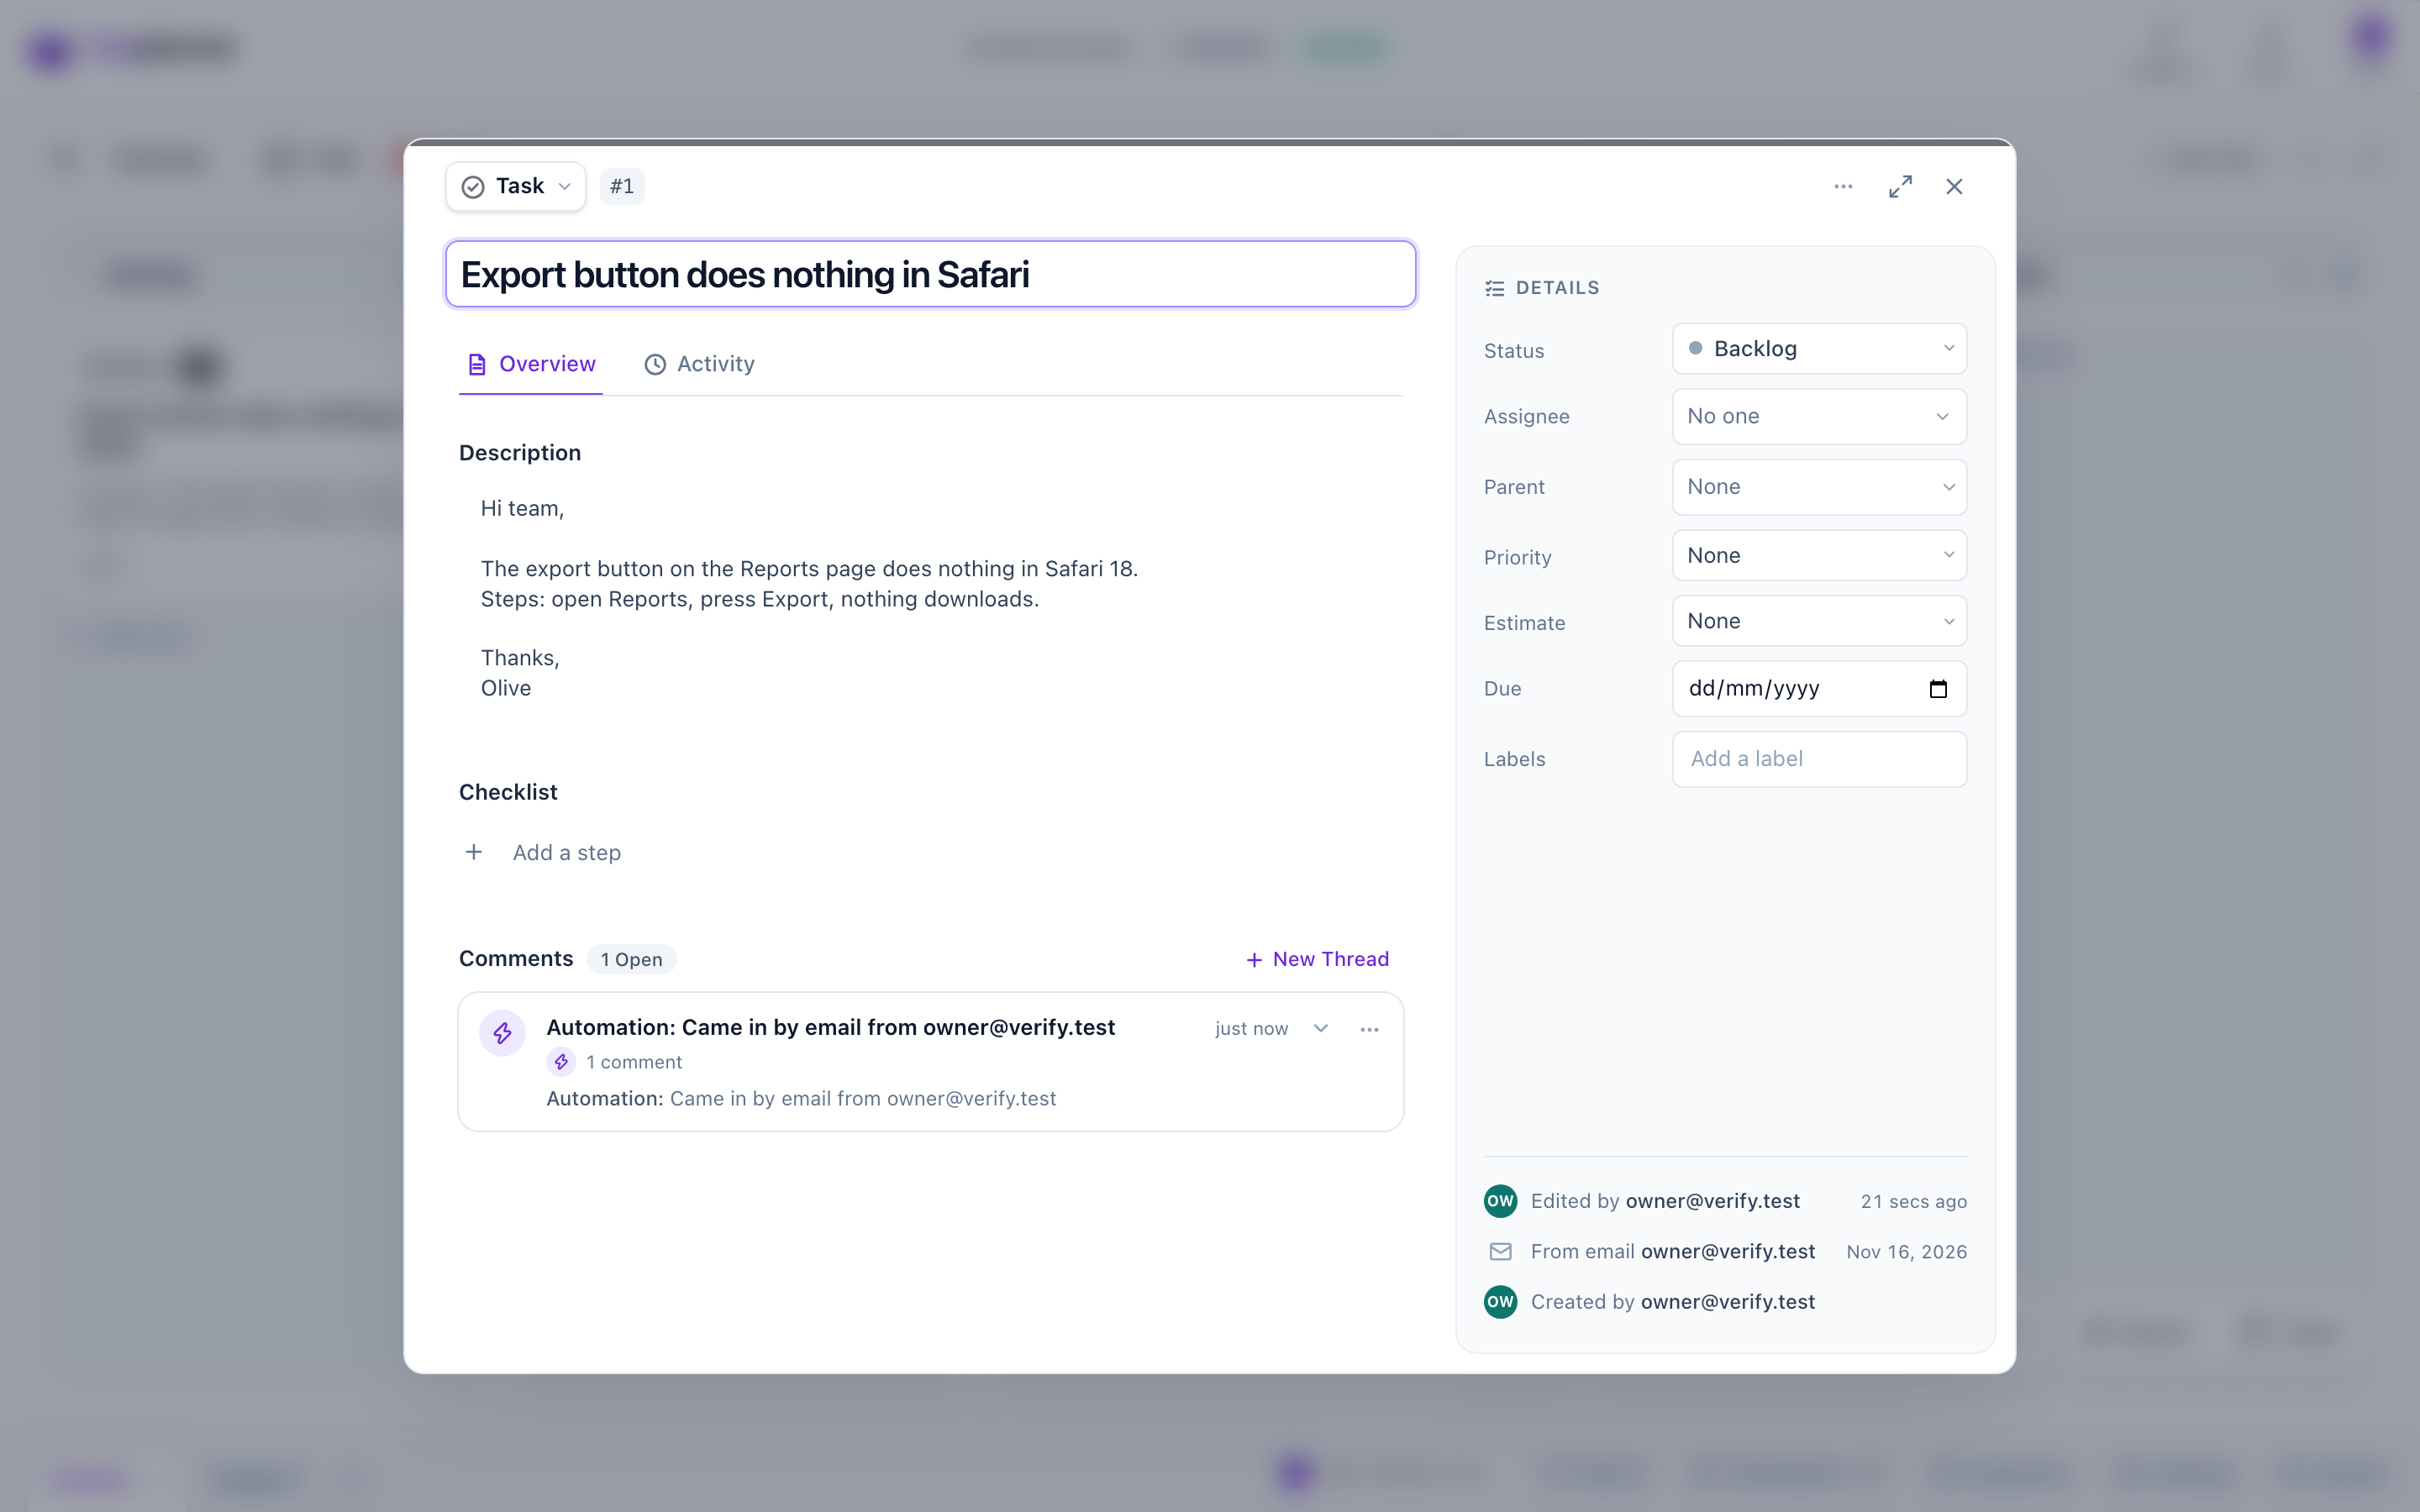 Task
#1
Export button does nothing in Safari
Overview
Activity
Description
Hi team,
The export button on the Reports page does nothing in Safari 18.
Steps: open Reports, press Export, nothing downloads.
Thanks,
Olive
Checklist
Add a step
Comments
1 Open
New Thread
Automation: Came in by email from owner@verify.test
just now
1 comment
Automation: Came in by email from owner@verify.test
DETAILS
Status
Backlog
Assignee
No one
Parent
None
Priority
None
Estimate
None
Due
dd/mm/yyyy
Labels
Add a label
OW Edited by owner@verify.test 21 secs ago
From email owner@verify.test Nov 16, 2026
OW Created by owner@verify.test